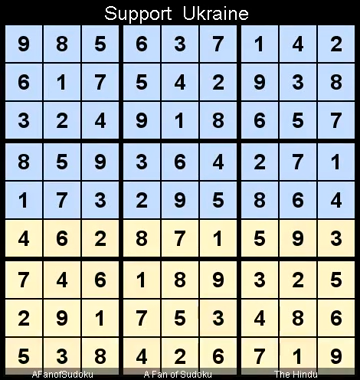 Support Ukraine
9 8 5 6 3 7 1 4 2
6 1 7 5 4 2 9 3 8
3 2 4 9 1 8 6 5 7
8 5 9 3 6 4 2 7 1
1 7 3 2 9 5 8 6 4
4 6 2 8 7 1 5 9 3
7 4 6 1 8 9 3 2 5
2 9 1 7 5 3 4 8 6
5 3 8 4 2 6 7 1 9
AFanofSudoku A Fan of Sudoku The Hindu